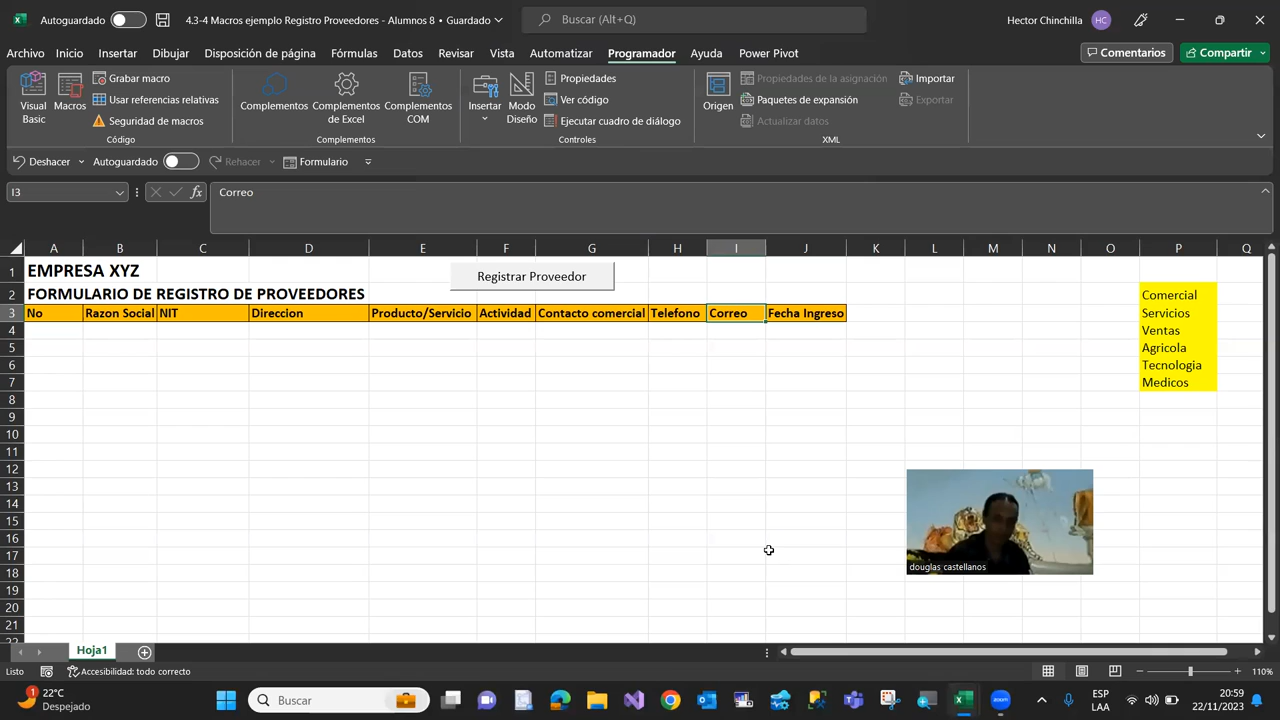 Autoguardado 4.3-4 Macros ejemplo Registro Proveedores - Alumnos 8 • Guardado Buscar (Alt+Q) Hector Chinchilla HC
Archivo Inicio Insertar Dibujar Disposición de página Fórmulas Datos Revisar Vista Automatizar Programador Ayuda Power Pivot Comentarios Compartir
Visual Basic
Macros
Grabar macro
Usar referencias relativas
Seguridad de macros
Código
Complementos
Complementos de Excel
Complementos COM
Complementos
Insertar
Modo Diseño
Propiedades
Ver código
Ejecutar cuadro de diálogo
Controles
Origen
Propiedades de la asignación
Paquetes de expansión
Actualizar datos
Importar
Exportar
XML
Deshacer Autoguardado Rehacer Formulario
I3 fx Correo
A B C D E F G H I J K L M N O P Q
1 EMPRESA XYZ Registrar Proveedor
2 FORMULARIO DE REGISTRO DE PROVEEDORES Comercial
3 No Razon Social NIT Direccion Producto/Servicio Actividad Contacto comercial Telefono Correo Fecha Ingreso Servicios
4 Ventas
5 Agricola
6 Tecnologia
7 Medicos
8
9
10
11
12
13
14
15
16
17
18 douglas castellanos
19
20
21
22
Hoja1
Listo Accesibilidad: todo correcto 110%
22°C
Despejado
Buscar
zoom
ESP
LAA
20:59
22/11/2023